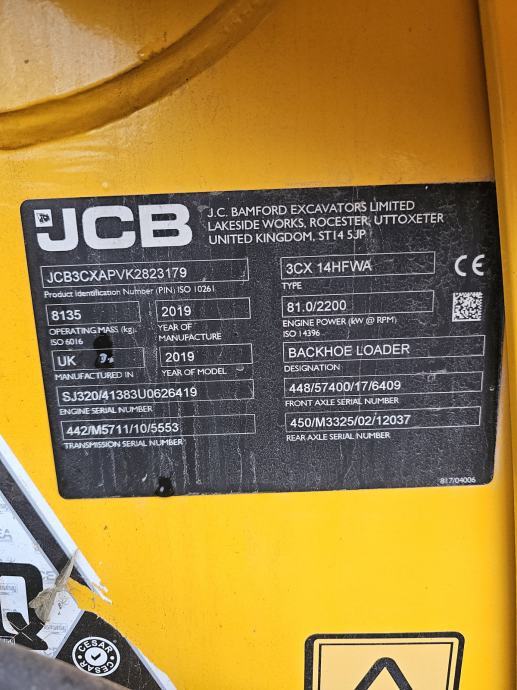 JCB
J.C. BAMFORD EXCAVATORS LIMITED
LAKESIDE WORKS, ROCESTER, UTTOXETER
UNITED KINGDOM, ST14 5JP
JCB3CXAPVK2823179
Product Identification Number (PIN) ISO 10261
3CX 14HFWA
TYPE
CE
8135
OPERATING MASS (kg).
ISO 6016
2019
YEAR OF
MANUFACTURE
81.0/2200
ENGINE POWER (kW @ RPM)
ISO 14396
UK
MANUFACTURED IN
2019
YEAR OF MODEL
BACKHOE LOADER
DESIGNATION
SJ320/41383U0626419
ENGINE SERIAL NUMBER
448/57400/17/6409
FRONT AXLE SERIAL NUMBER
442/M5711/10/5553
TRANSMISSION SERIAL NUMBER
450/M3325/02/12037
REAR AXLE SERIAL NUMBER
817/04006
CESAR
CESAR